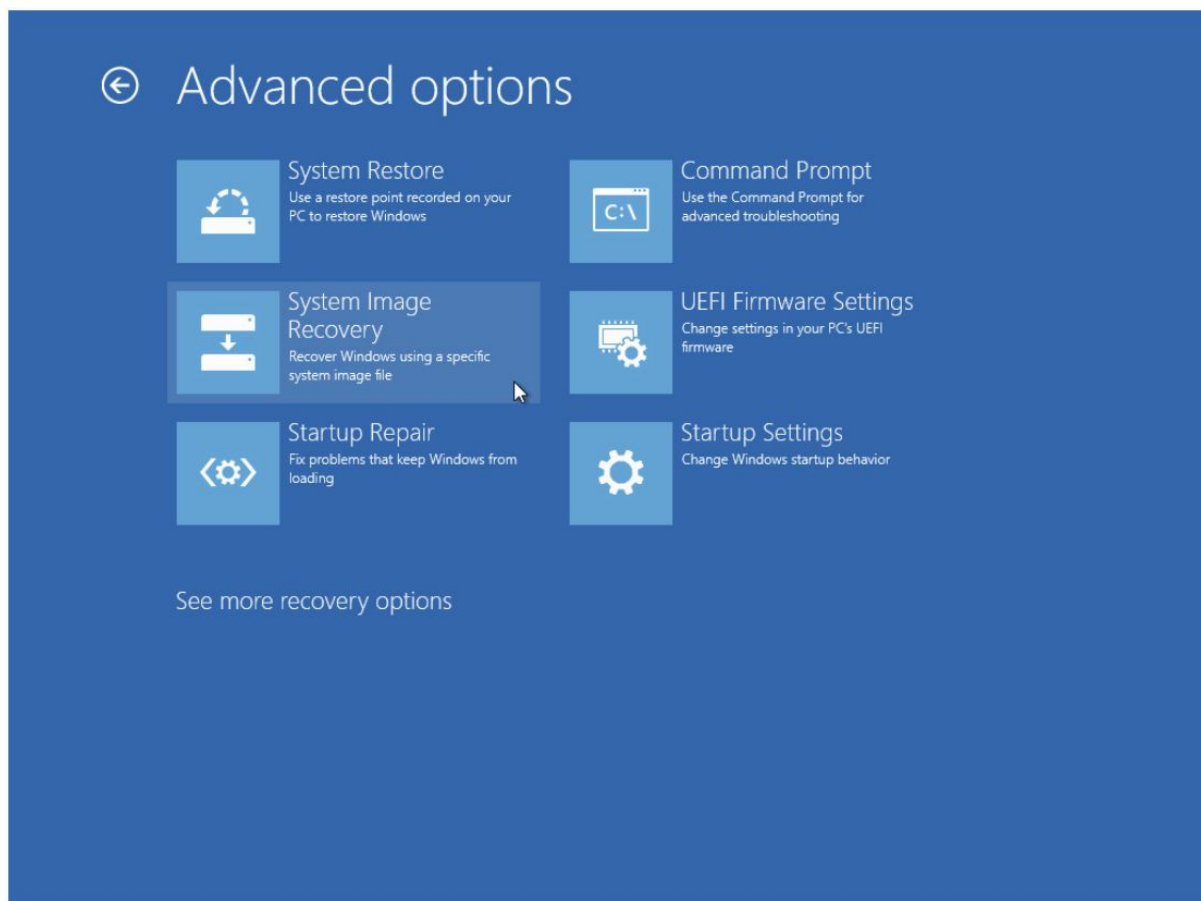 Advanced options
System Restore
Use a restore point recorded on your
PC to restore Windows
Command Prompt
Use the Command Prompt for
advanced troubleshooting
C:\
System Image
Recovery
Recover Windows using a specific
system image file
UEFI Firmware Settings
Change settings in your PC's UEFI
firmware
Startup Repair
Fix problems that keep Windows from
loading
Startup Settings
Change Windows startup behavior
See more recovery options